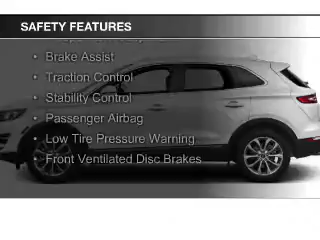 SAFETY FEATURES
• Brake Assist
• Traction Control
• Stability Control
• Passenger Airbag
• Low Tire Pressure Warning
• Front Ventilated Disc Brakes